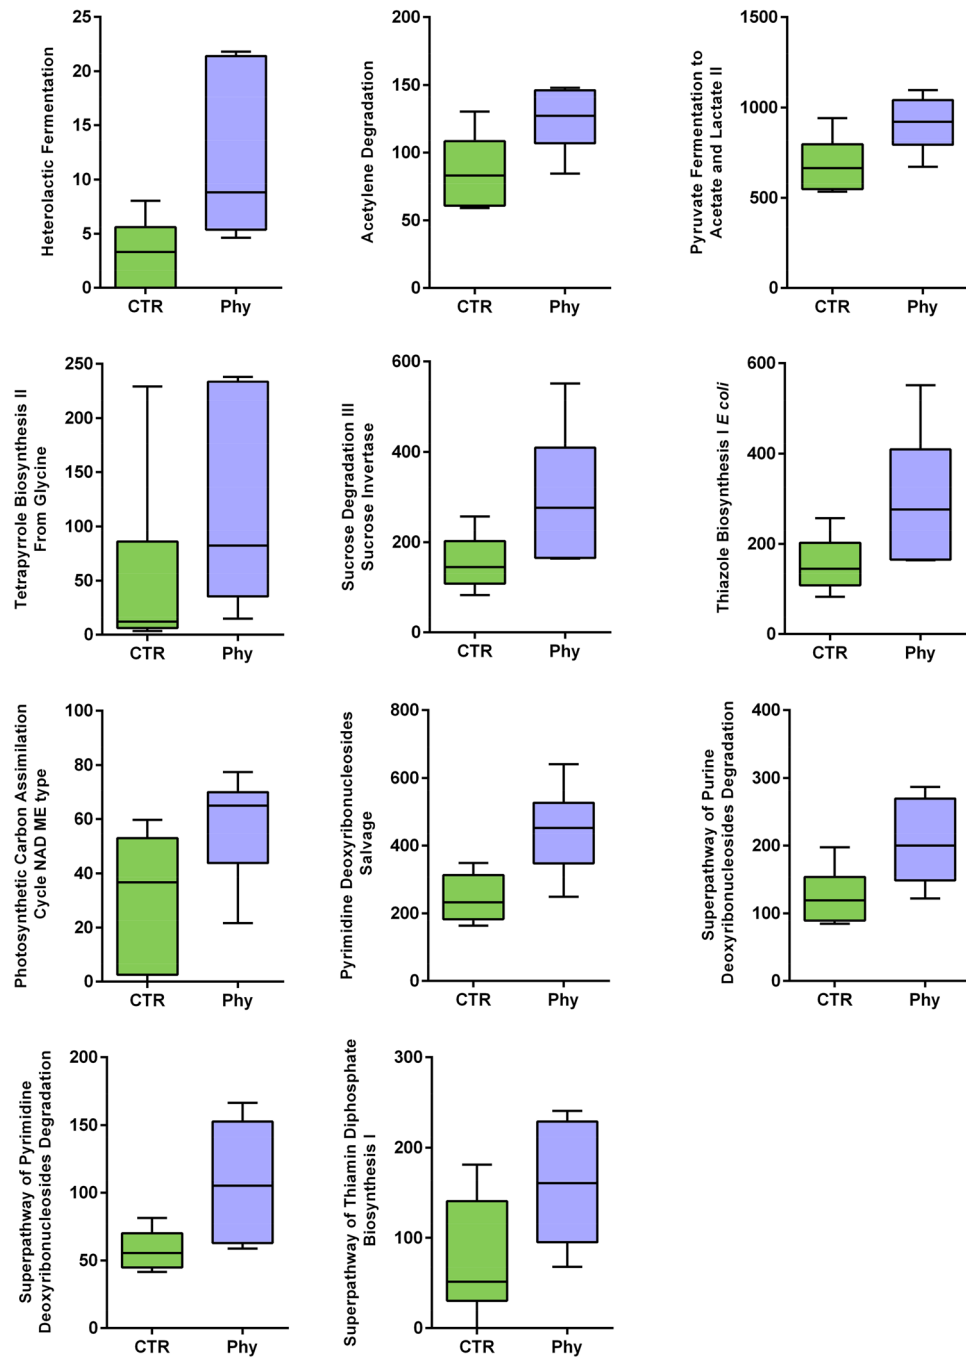 Heterolactic Fermentation
25
20
15
10
5
0
CTR
Phy
Acetylene Degradation
200
150
100
50
0
CTR
Phy
Pyruvate Fermentation to
Acetate and Lactate II
1500
1000
500
0
CTR
Phy
Tetrapyrrole Biosynthesis II
From Glycine
250
200
150
100
50
0
CTR
Phy
Sucrose Degradation III
Sucrose Invertase
600
400
200
0
CTR
Phy
Thiazole Biosynthesis I E coli
600
400
200
0
CTR
Phy
Photosynthetic Carbon Assimilation
Cycle NAD ME type
100
80
60
40
20
0
CTR
Phy
Pyrimidine Deoxyribonucleosides
Salvage
800
600
400
200
0
CTR
Phy
Superpathway of Purine
Deoxyribonucleosides Degradation
400
300
200
100
0
CTR
Phy
Superpathway of Pyrimidine
Deoxyribonucleosides Degradation
200
150
100
50
0
CTR
Phy
Superpathway of Thiamin Diphosphate
Biosynthesis I
300
200
100
0
CTR
Phy